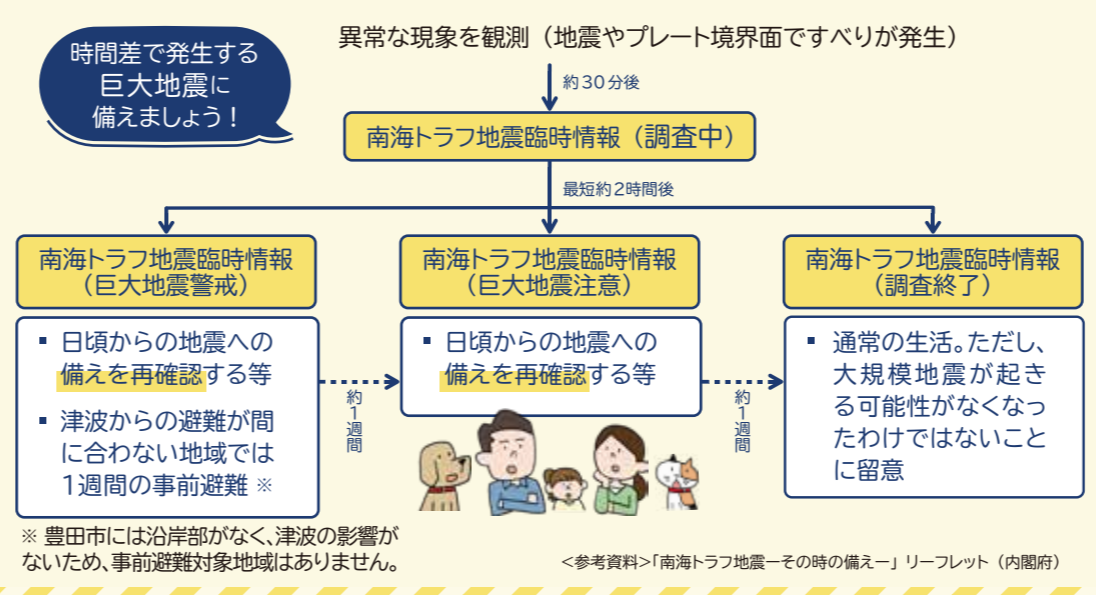 時間差で発生する
巨大地震に
備えましょう！
異常な現象を観測（地震やプレート境界面ですべりが発生）
約30分後
南海トラフ地震臨時情報（調査中）
最短約2時間後
南海トラフ地震臨時情報
（巨大地震警戒）
▪ 日頃からの地震への
備えを再確認する等
▪ 津波からの避難が間
に合わない地域では
1週間の事前避難 ※
約1週間
南海トラフ地震臨時情報
（巨大地震注意）
▪ 日頃からの地震への
備えを再確認する等
約1週間
南海トラフ地震臨時情報
（調査終了）
▪ 通常の生活。ただし、
大規模地震が起き
る可能性がなくなっ
たわけではないこと
に留意
※ 豊田市には沿岸部がなく、津波の影響が
ないため、事前避難対象地域はありません。
<参考資料>「南海トラフ地震ーその時の備えー」リーフレット（内閣府）